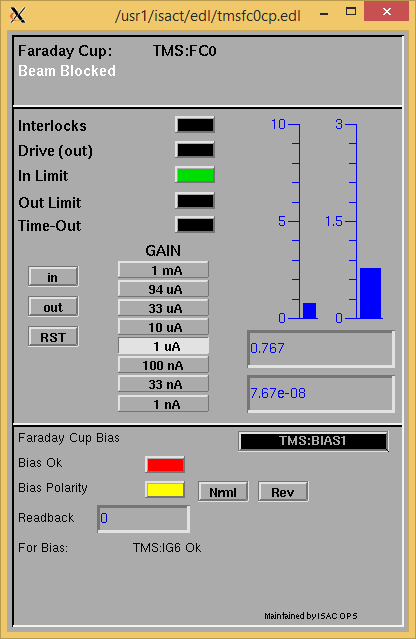 /usr1/isact/edl/tmsfc0cp.edl
Faraday Cup: TMS:FC0
Beam Blocked
Interlocks
Drive (out)
In Limit
Out Limit
Time-Out
10
5
0
3
1.5
0
GAIN
1 mA
94 uA
33 uA
10 uA
1 uA
100 nA
33 nA
1 nA
in
out
RST
0.767
7.67e-08
Faraday Cup Bias TMS:BIAS1
Bias Ok
Bias Polarity Nrml Rev
Readback 0
For Bias: TMS:IG6 Ok
Maintained by ISAC OPS